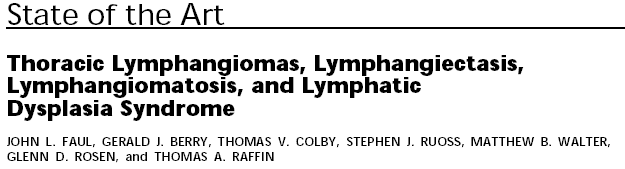 State of the Art
Thoracic Lymphangiomas, Lymphangiectasis,
Lymphangiomatosis, and Lymphatic
Dysplasia Syndrome
JOHN L. FAUL, GERALD J. BERRY, THOMAS V. COLBY, STEPHEN J. RUOSS, MATTHEW B. WALTER,
GLENN D. ROSEN, and THOMAS A. RAFFIN